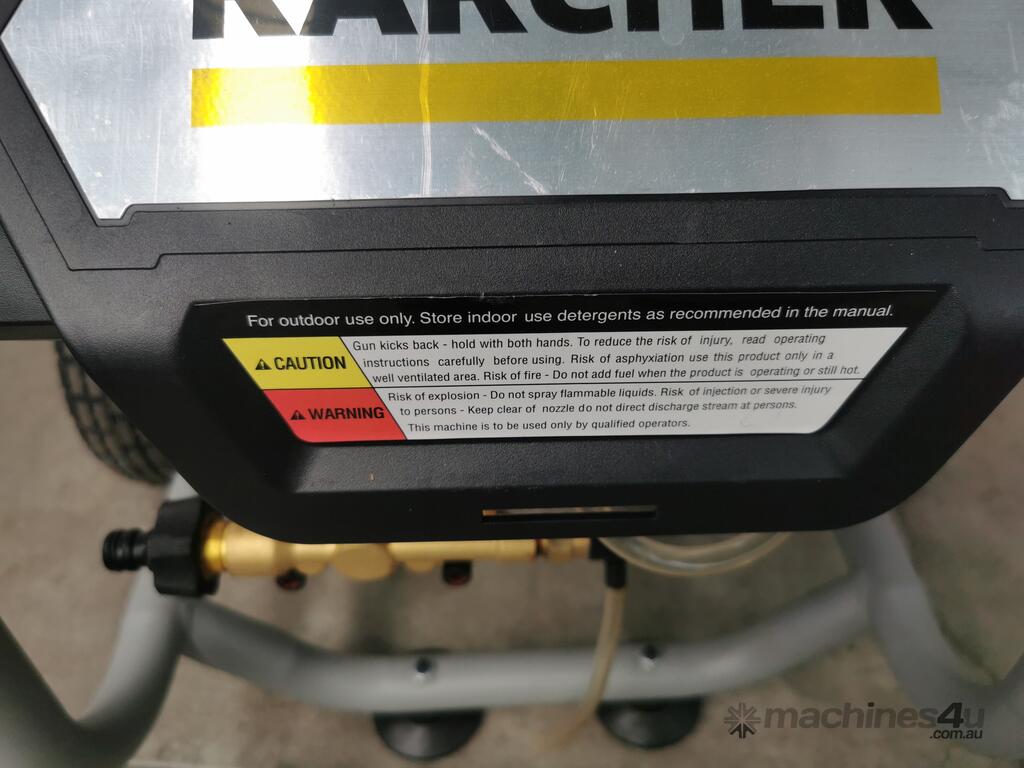 KARCHER
For outdoor use only. Store indoor use detergents as recommended in the manual.
CAUTION
Gun kicks back - hold with both hands. To reduce the risk of injury, read operating
instructions carefully before using. Risk of asphyxiation use this product only in a
well ventilated area. Risk of fire - Do not add fuel when the product is operating or still hot.
WARNING
Risk of explosion - Do not spray flammable liquids. Risk of injection or severe injury
to persons - Keep clear of nozzle do not direct discharge stream at persons.
This machine is to be used only by qualified operators.
machines4u
.com.au